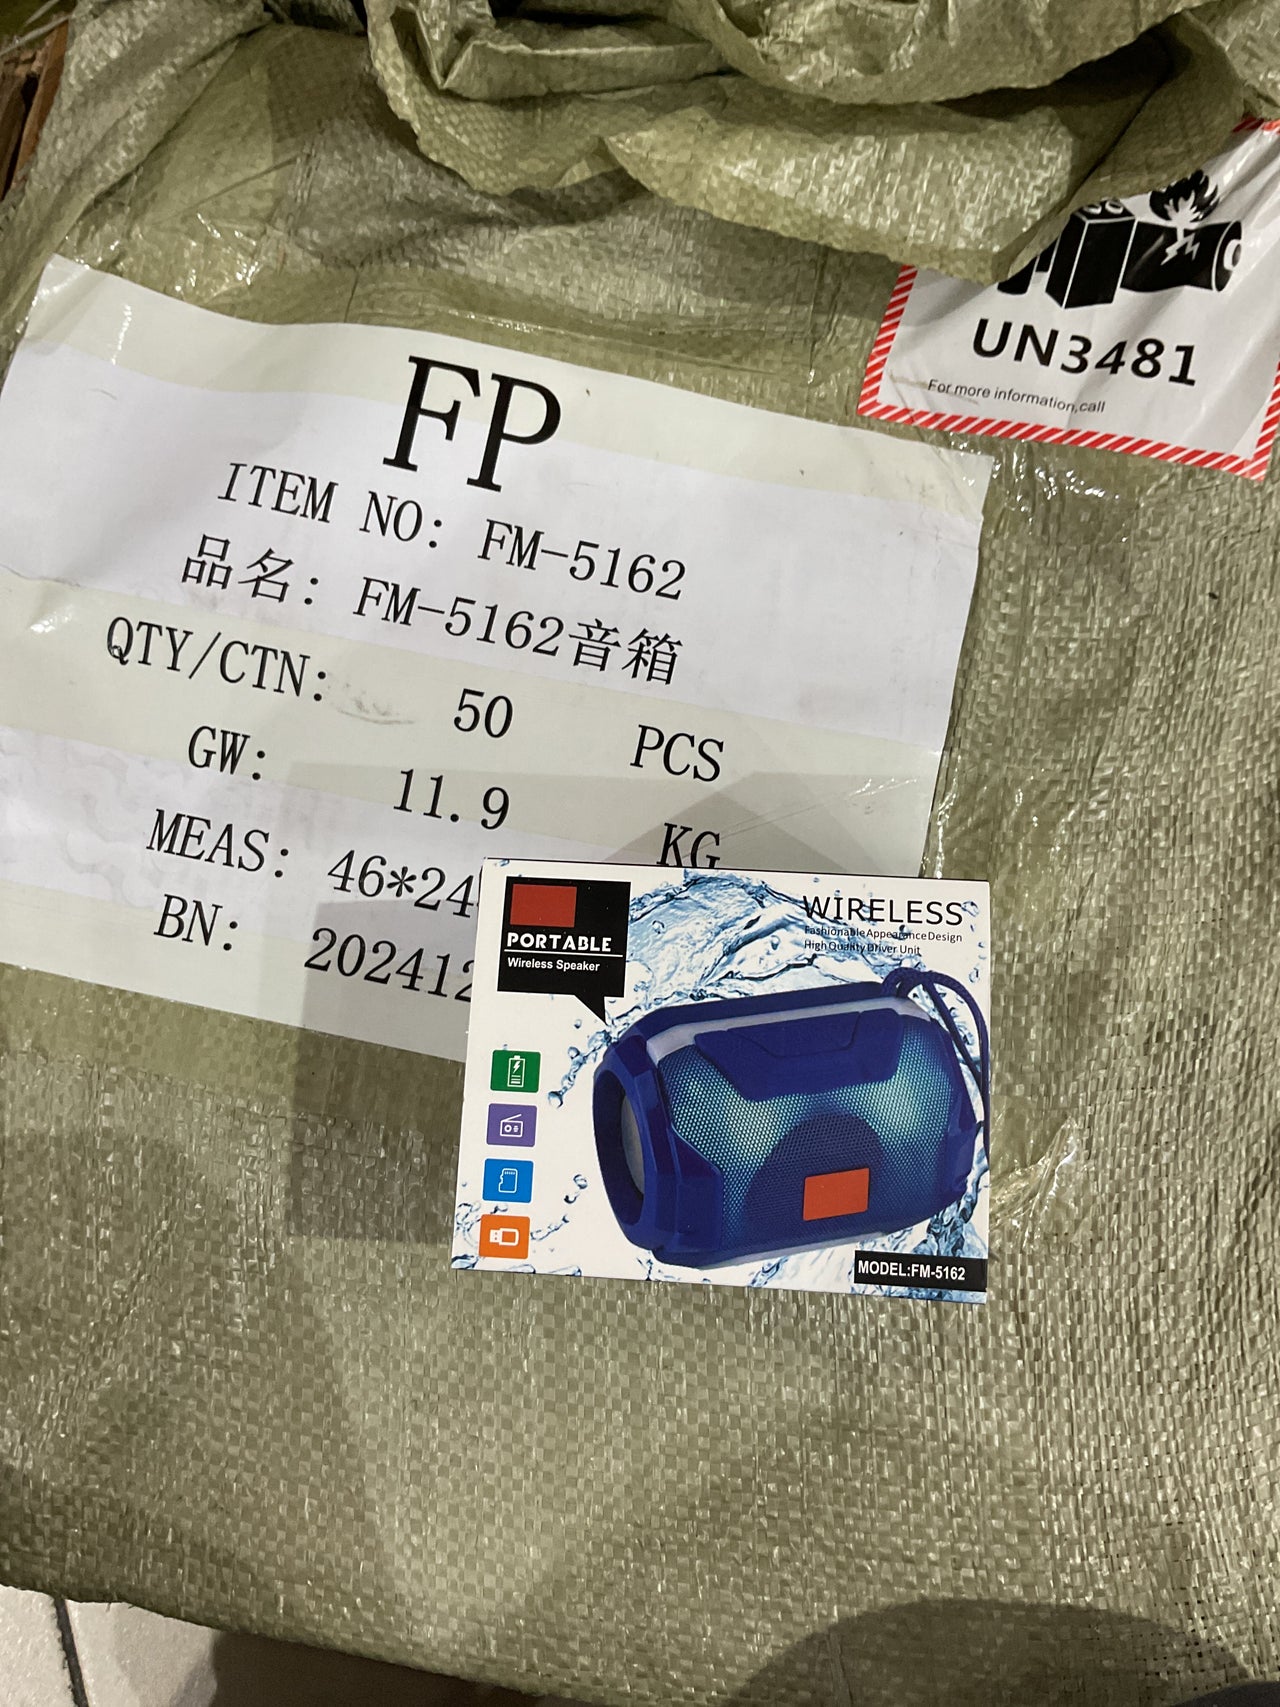 UN3481
For more information,call
FP
ITEM NO: FM-5162
品名: FM-5162音箱
QTY/CTN: 50 PCS
GW: 11.9 KG
MEAS: 46*24
BN: 202412
PORTABLE
Wireless Speaker
WIRELESS
Fashionable Appearance Design
High Quality Driver Unit
MODEL:FM-5162